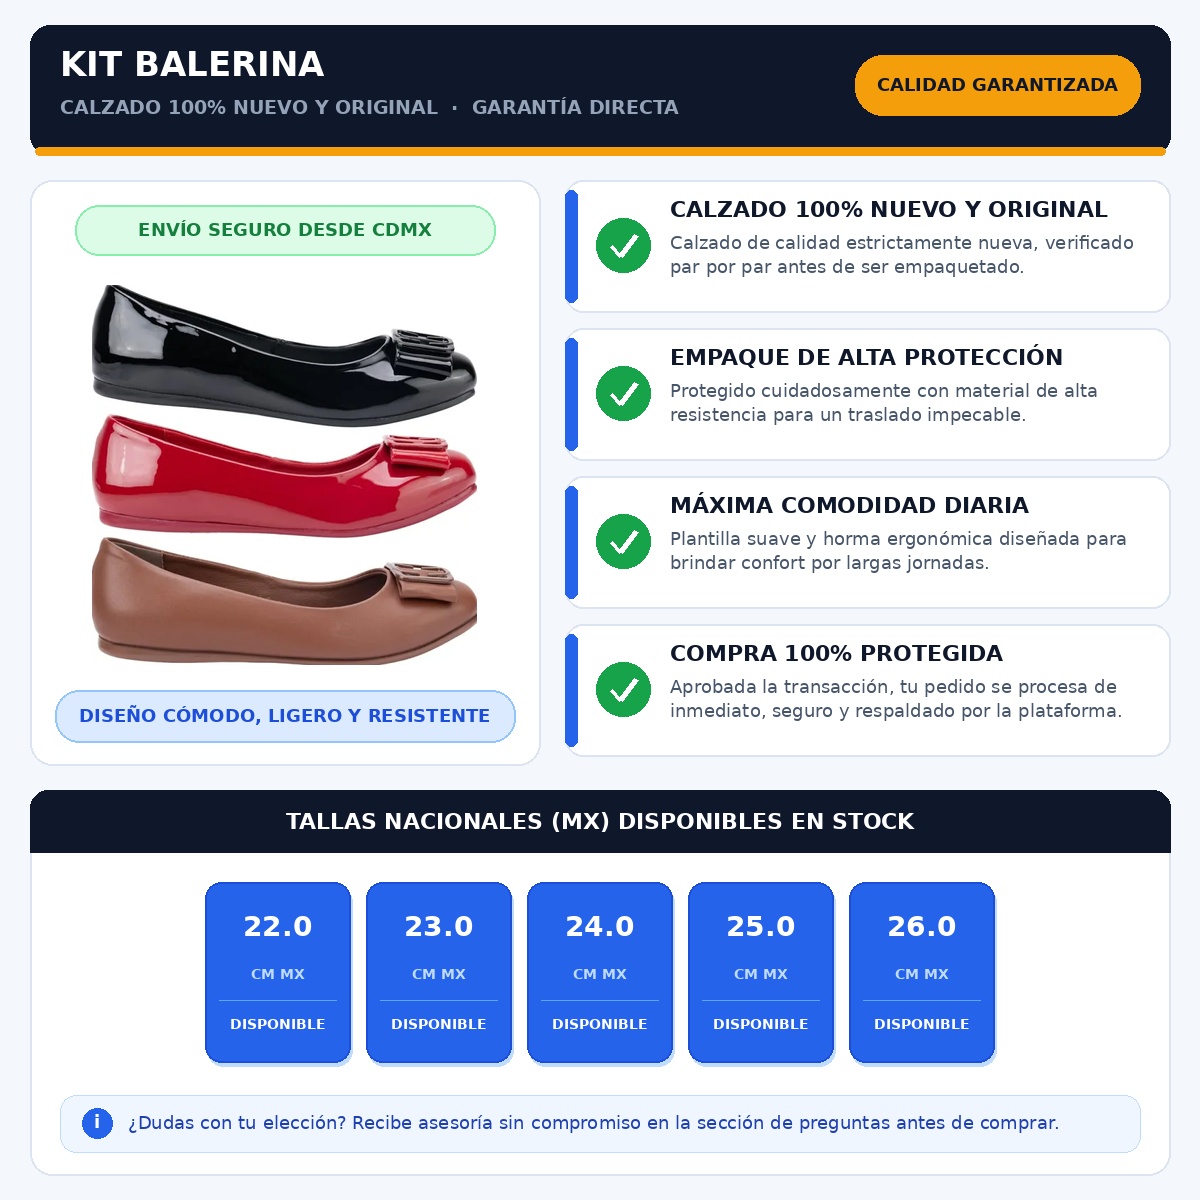 KIT BALERINA
CALZADO 100% NUEVO Y ORIGINAL · GARANTÍA DIRECTA
CALIDAD GARANTIZADA
ENVÍO SEGURO DESDE CDMX
DISEÑO CÓMODO, LIGERO Y RESISTENTE
CALZADO 100% NUEVO Y ORIGINAL
Calzado de calidad estrictamente nueva, verificado
par por par antes de ser empaquetado.
EMPAQUE DE ALTA PROTECCIÓN
Protegido cuidadosamente con material de alta
resistencia para un traslado impecable.
MÁXIMA COMODIDAD DIARIA
Plantilla suave y horma ergonómica diseñada para
brindar confort por largas jornadas.
COMPRA 100% PROTEGIDA
Aprobada la transacción, tu pedido se procesa de
inmediato, seguro y respaldado por la plataforma.
TALLAS NACIONALES (MX) DISPONIBLES EN STOCK
22.0
CM MX
DISPONIBLE
23.0
CM MX
DISPONIBLE
24.0
CM MX
DISPONIBLE
25.0
CM MX
DISPONIBLE
26.0
CM MX
DISPONIBLE
i ¿Dudas con tu elección? Recibe asesoría sin compromiso en la sección de preguntas antes de comprar.